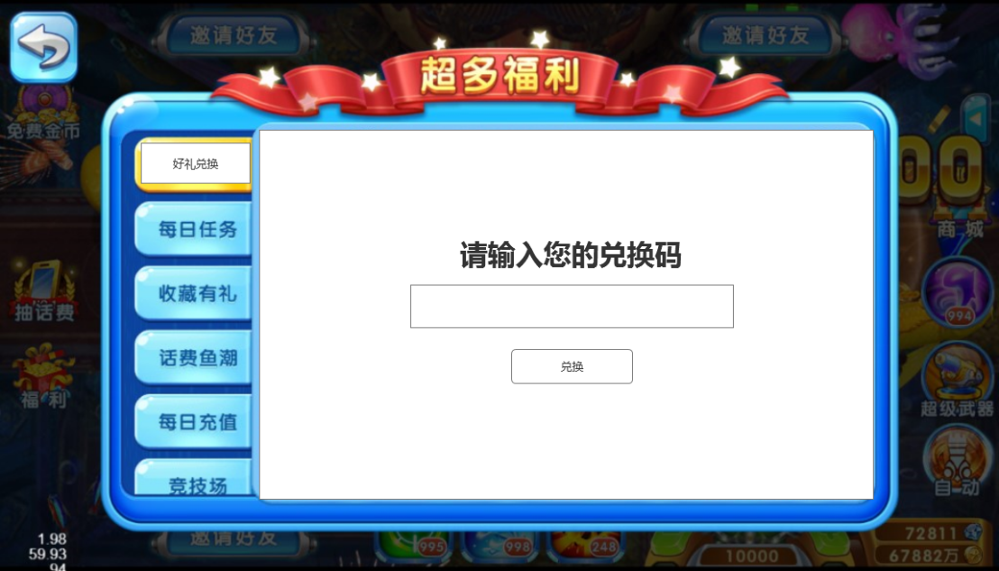 邀请好友
邀请好友
超多福利
免费金币
好礼兑换
每日任务
收藏有礼
话费鱼潮
每日充值
竞技场
请输入您的兑换码
兑换
00
商城
抽话费
994
福利
超级武器
自动
邀请好友
995
998
248
10000
72811
67882万
1.98
59.93
94